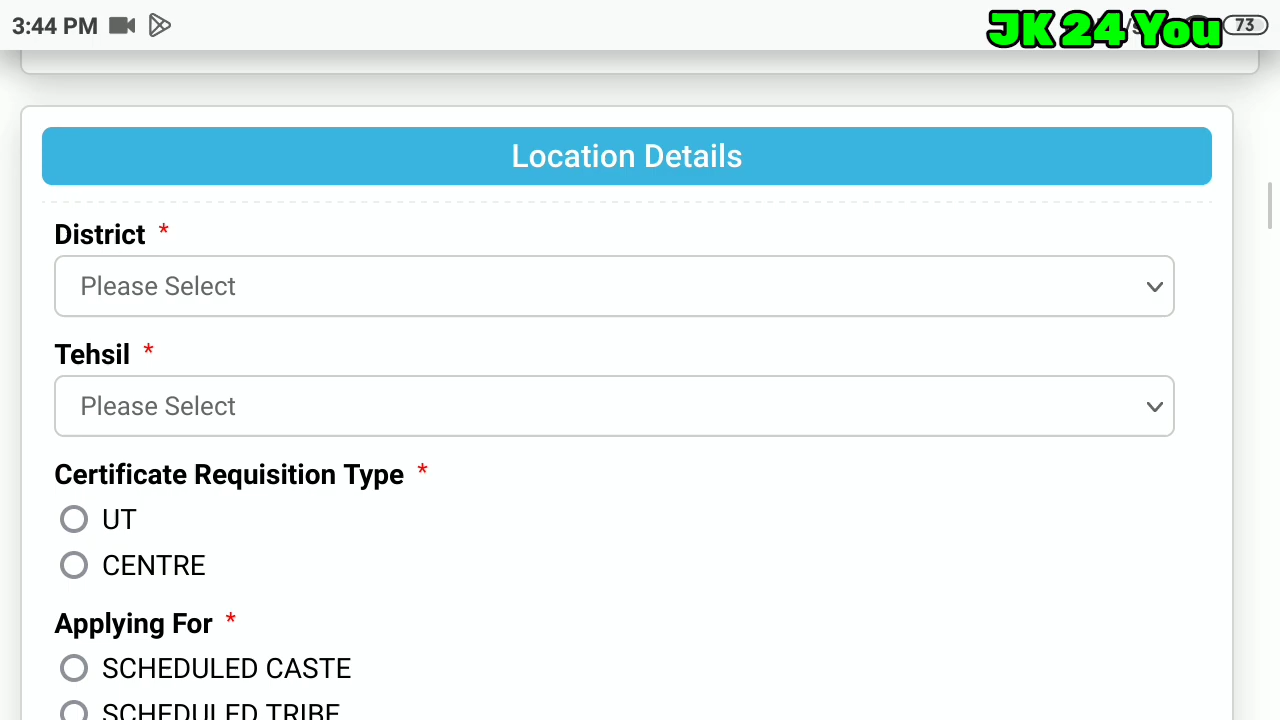 3:44 PM
JK 24 You
73
Location Details
District *
Please Select
Tehsil *
Please Select
Certificate Requisition Type *
UT
CENTRE
Applying For *
SCHEDULED CASTE
SCHEDULED TRIBE